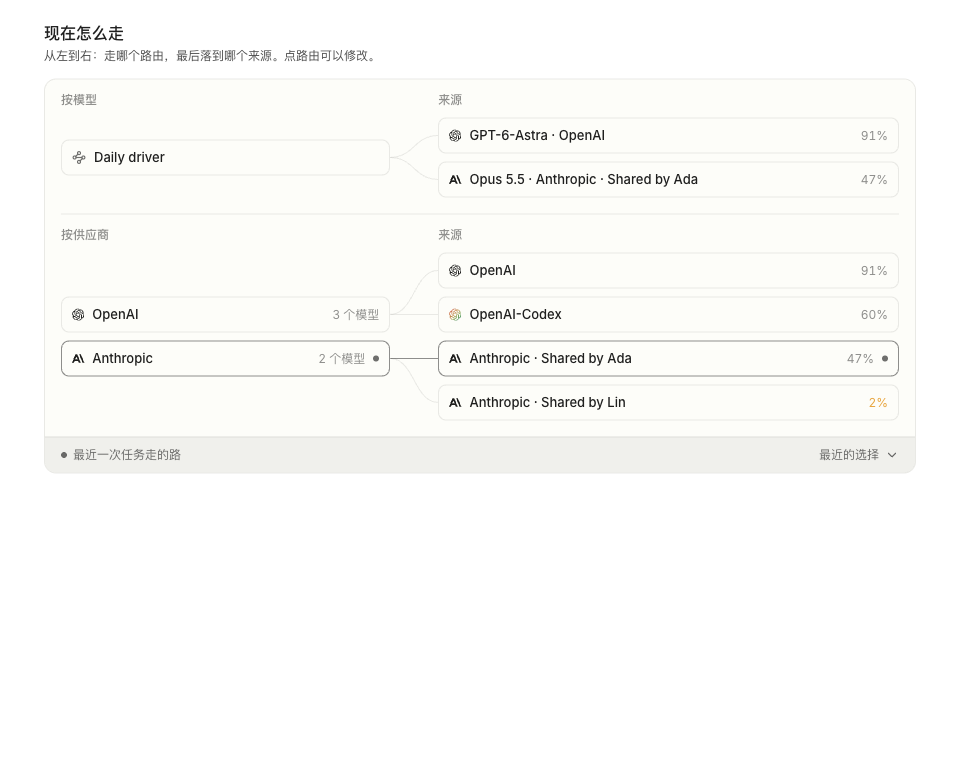 现在怎么走
从左到右：走哪个路由，最后落到哪个来源。点路由可以修改。
按模型
来源
Daily driver
GPT-6-Astra · OpenAI 91%
Opus 5.5 · Anthropic · Shared by Ada 47%
按供应商
来源
OpenAI 91%
OpenAI 3 个模型
OpenAI-Codex 60%
Anthropic 2 个模型
Anthropic · Shared by Ada 47%
Anthropic · Shared by Lin 2%
最近一次任务走的路
最近的选择